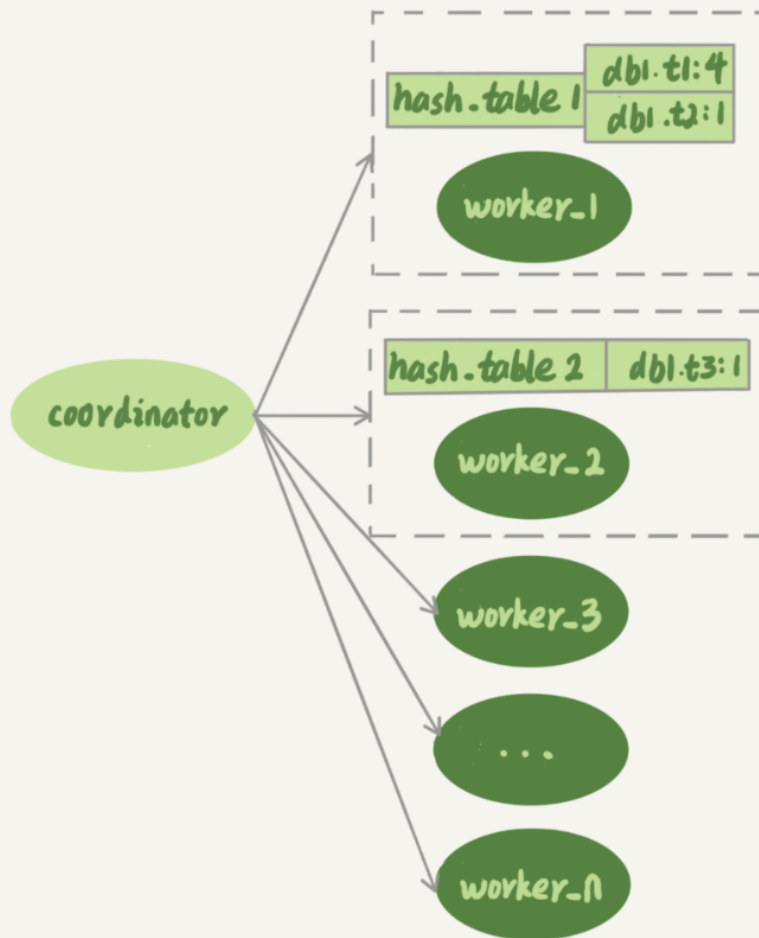 hash_table 1
db1.t1:4
db1.t2:1
worker_1
hash_table 2
db1.t3:1
coordinator
worker_2
worker_3
...
worker_n